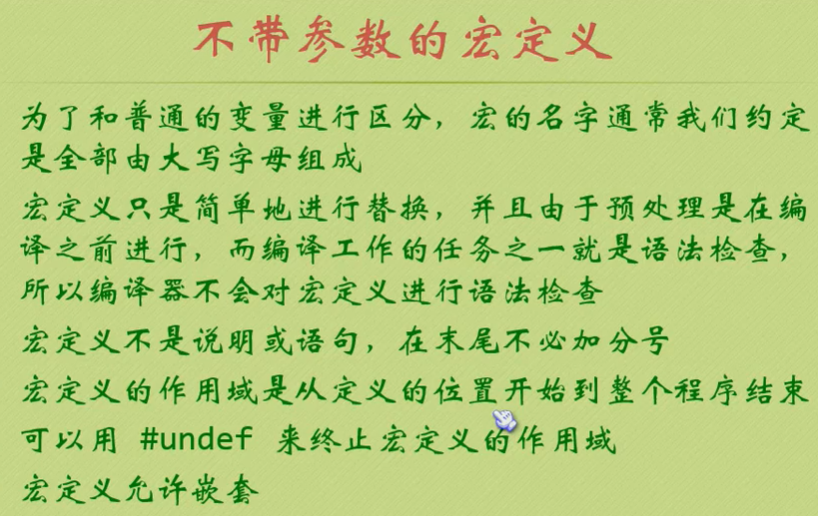 不带参数的宏定义
为了和普通的变量进行区分，宏的名字通常我们约定
是全部由大写字母组成
宏定义只是简单地进行替换，并且由于预处理是在编
译之前进行，而编译工作的任务之一就是语法检查，
所以编译器不会对宏定义进行语法检查
宏定义不是说明或语句，在末尾不必加分号
宏定义的作用域是从定义的位置开始到整个程序结束
可以用 #undef 来终止宏定义的作用域
宏定义允许嵌套